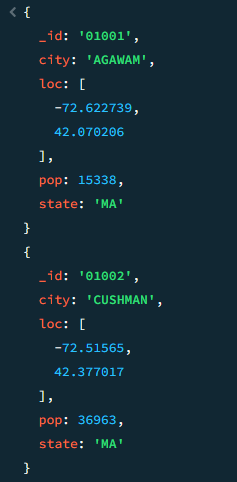 < {
_id: '01001',
city: 'AGAWAM',
loc: [
-72.622739,
42.070206
],
pop: 15338,
state: 'MA'
}
{
_id: '01002',
city: 'CUSHMAN',
loc: [
-72.51565,
42.377017
],
pop: 36963,
state: 'MA'
}